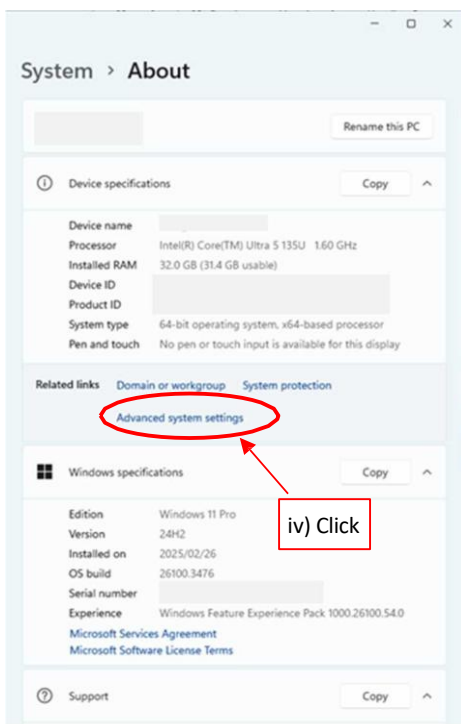 System > About
Rename this PC
Device specifications Copy
Device name
Processor Intel(R) Core(TM) Ultra 5 135U 1.60 GHz
Installed RAM 32.0 GB (31.4 GB usable)
Device ID
Product ID
System type 64-bit operating system, x64-based processor
Pen and touch No pen or touch input is available for this display
Related links Domain or workgroup System protection
Advanced system settings
Windows specifications Copy
iv) Click
Edition Windows 11 Pro
Version 24H2
Installed on 2025/02/26
OS build 26100.3476
Serial number
Experience Windows Feature Experience Pack 1000.26100.54.0
Microsoft Services Agreement
Microsoft Software License Terms
Support Copy